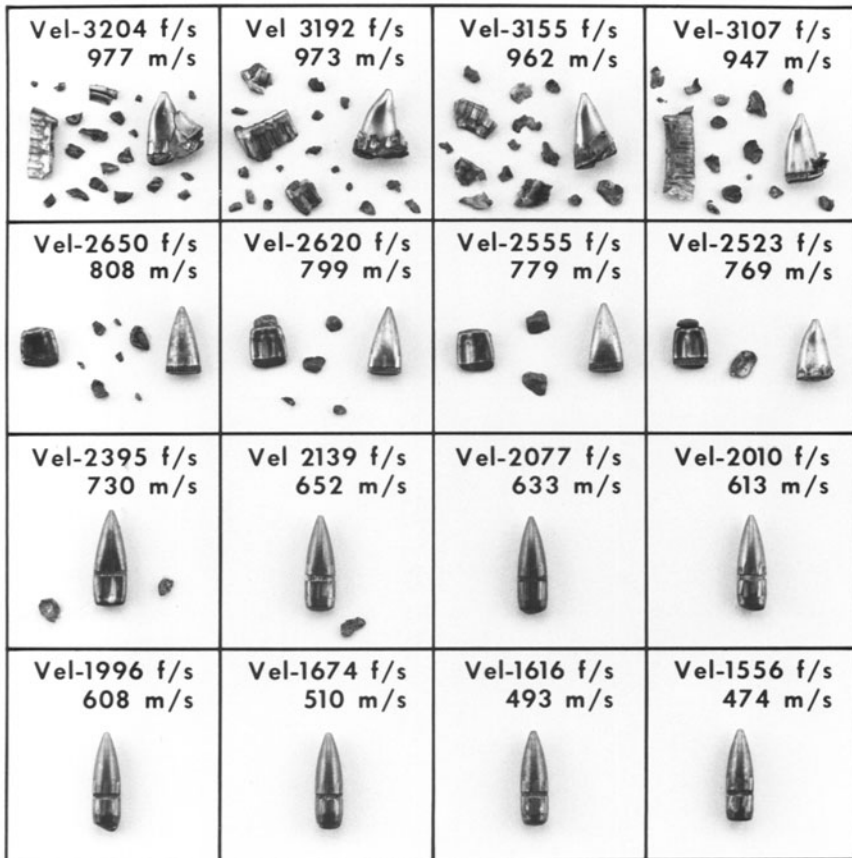 Vel-3204 f/s
977 m/s
Vel 3192 f/s
973 m/s
Vel-3155 f/s
962 m/s
Vel-3107 f/s
947 m/s
Vel-2650 f/s
808 m/s
Vel-2620 f/s
799 m/s
Vel-2555 f/s
779 m/s
Vel-2523 f/s
769 m/s
Vel-2395 f/s
730 m/s
Vel 2139 f/s
652 m/s
Vel-2077 f/s
633 m/s
Vel-2010 f/s
613 m/s
Vel-1996 f/s
608 m/s
Vel-1674 f/s
510 m/s
Vel-1616 f/s
493 m/s
Vel-1556 f/s
474 m/s